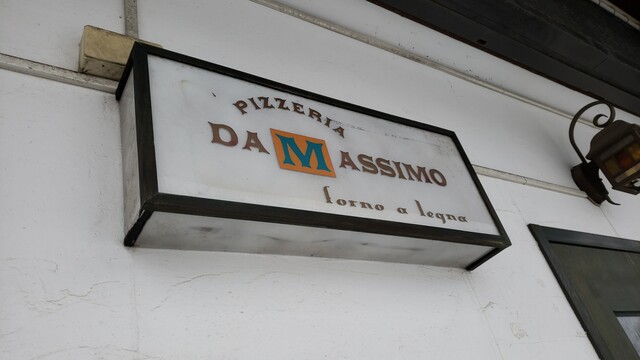 PIZZERIA
DA MASSIMO
forno a legna